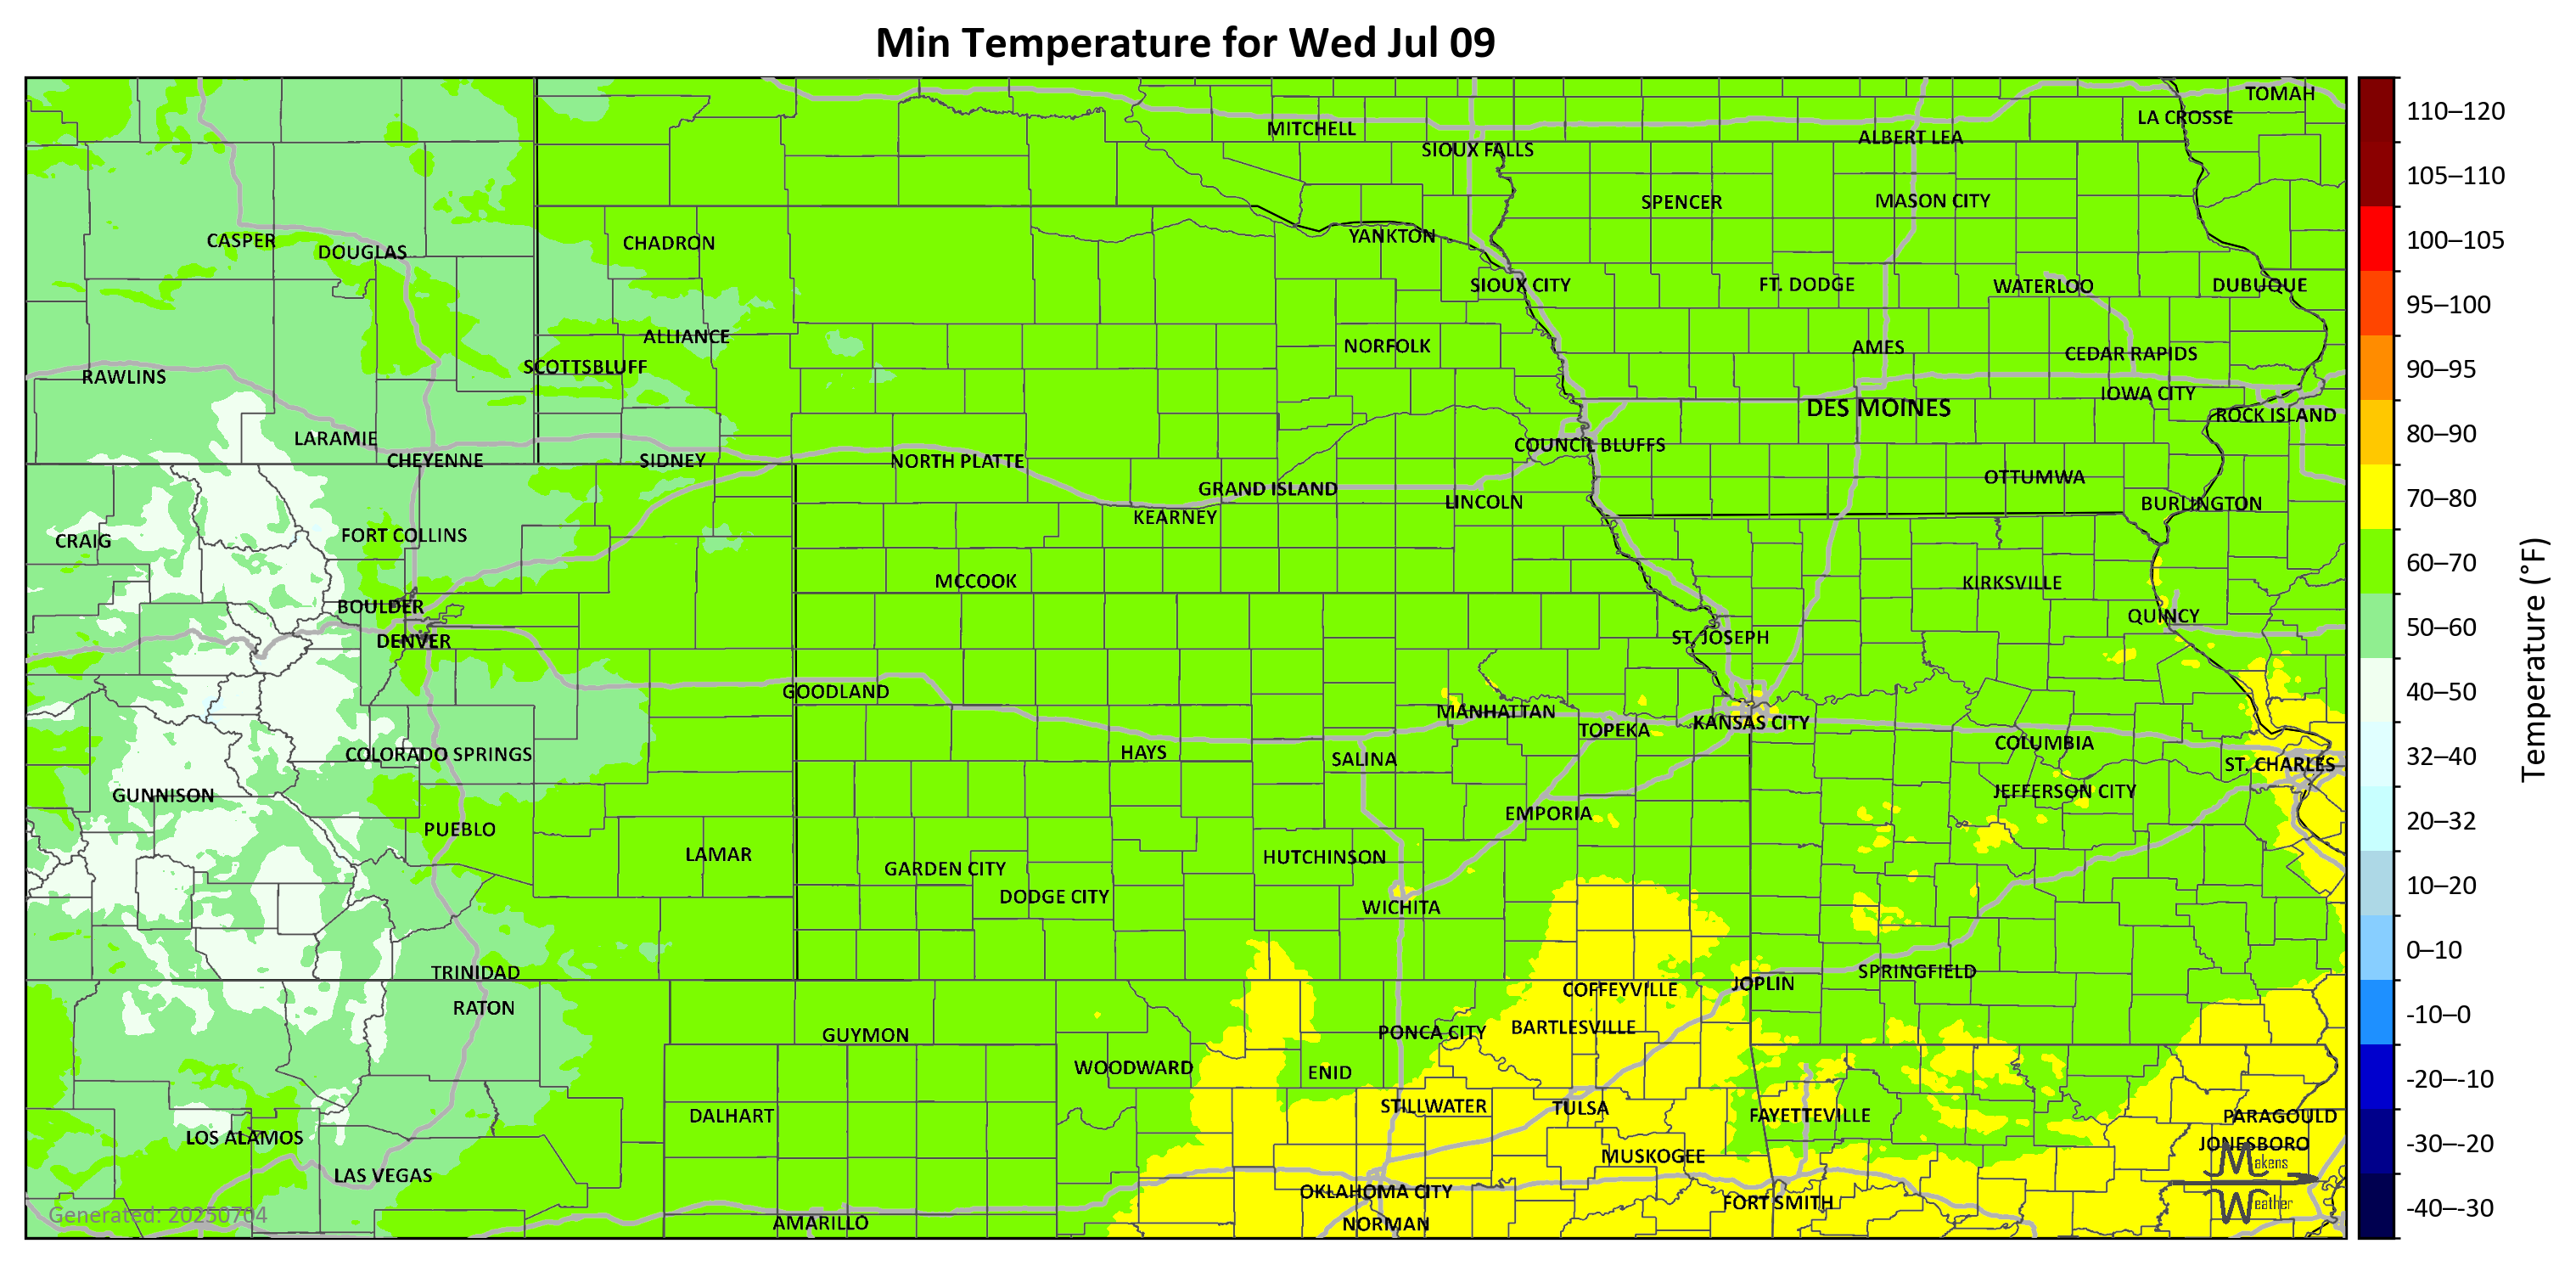 Min Temperature for Wed Jul 09
TOMAH
LA CROSSE
MITCHELL
ALBERT LEA
SIOUX FALLS
SPENCER
MASON CITY
CASPER
DOUGLAS
CHADRON
YANKTON
SIOUX CITY
FT. DODGE
WATERLOO
DUBUQUE
ALLIANCE
NORFOLK
AMES
CEDAR RAPIDS
SCOTTSBLUFF
RAWLINS
IOWA CITY
DES MOINES
ROCK ISLAND
LARAMIE
COUNCIL BLUFFS
CHEYENNE
SIDNEY
NORTH PLATTE
OTTUMWA
GRAND ISLAND
LINCOLN
BURLINGTON
KEARNEY
CRAIG
FORT COLLINS
MCCOOK
KIRKSVILLE
BOULDER
QUINCY
DENVER
ST. JOSEPH
GOODLAND
MANHATTAN
KANSAS CITY
TOPEKA
COLUMBIA
COLORADO SPRINGS
HAYS
SALINA
ST. CHARLES
GUNNISON
JEFFERSON CITY
EMPORIA
PUEBLO
LAMAR
HUTCHINSON
GARDEN CITY
DODGE CITY
WICHITA
TRINIDAD
SPRINGFIELD
JOPLIN
COFFEYVILLE
RATON
GUYMON
PONCA CITY
BARTLESVILLE
WOODWARD
ENID
STILLWATER
TULSA
DALHART
FAYETTEVILLE
PARAGOULD
LOS ALAMOS
JONESBORO
MUSKOGEE
LAS VEGAS
OKLAHOMA CITY
FORT SMITH
AMARILLO
NORMAN
Generated: 20250704
Makens
Weather
110–120
105–110
100–105
95–100
90–95
80–90
70–80
60–70
50–60
40–50
32–40
20–32
10–20
0–10
-10–0
-20–-10
-30–-20
-40–-30
Temperature (°F)